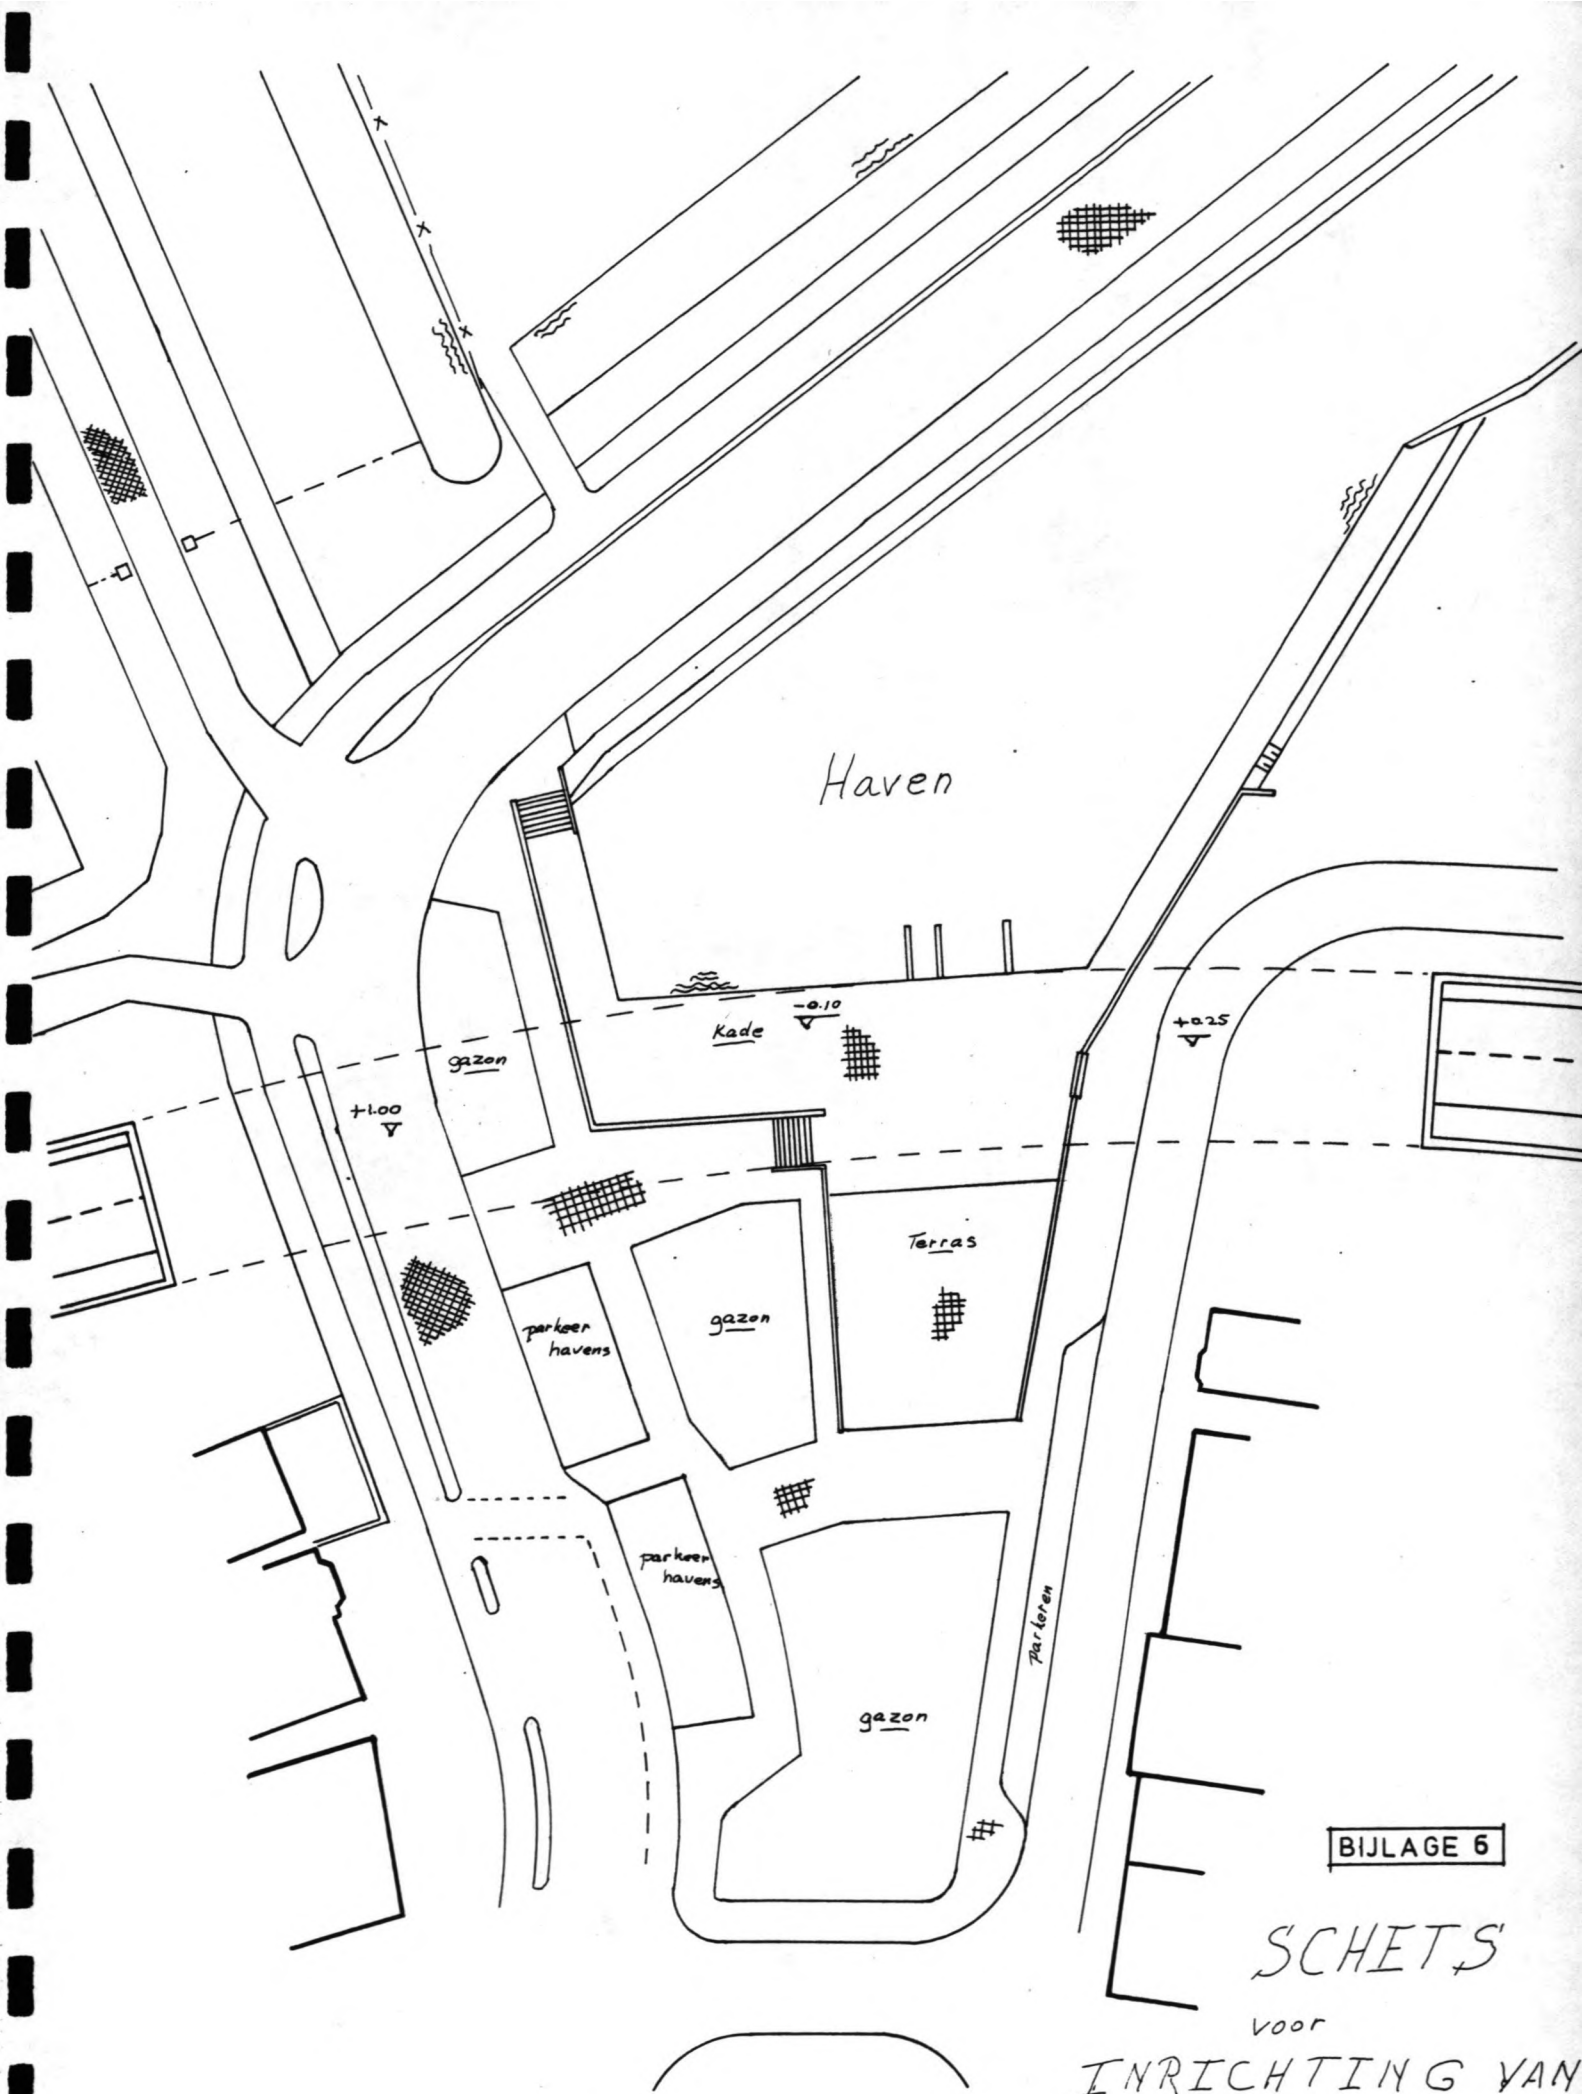 Haven
-0.10
Kade
+0.25
gazon
+1.00
Terras
parkeer
havens
gazon
parkeer
havens
Parkeren
gazon
BIJLAGE 6
SCHETS
voor
INRICHTING VAN